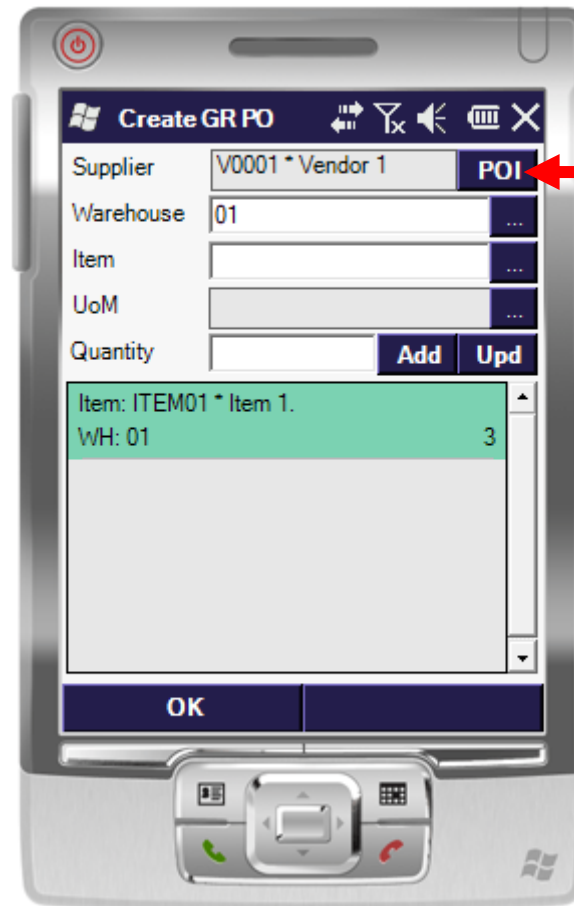 Create GR PO
Supplier V0001 * Vendor 1 POI
Warehouse 01 ...
Item ...
UoM ...
Quantity Add Upd
Item: ITEM01 * Item 1.
WH: 01 3
OK